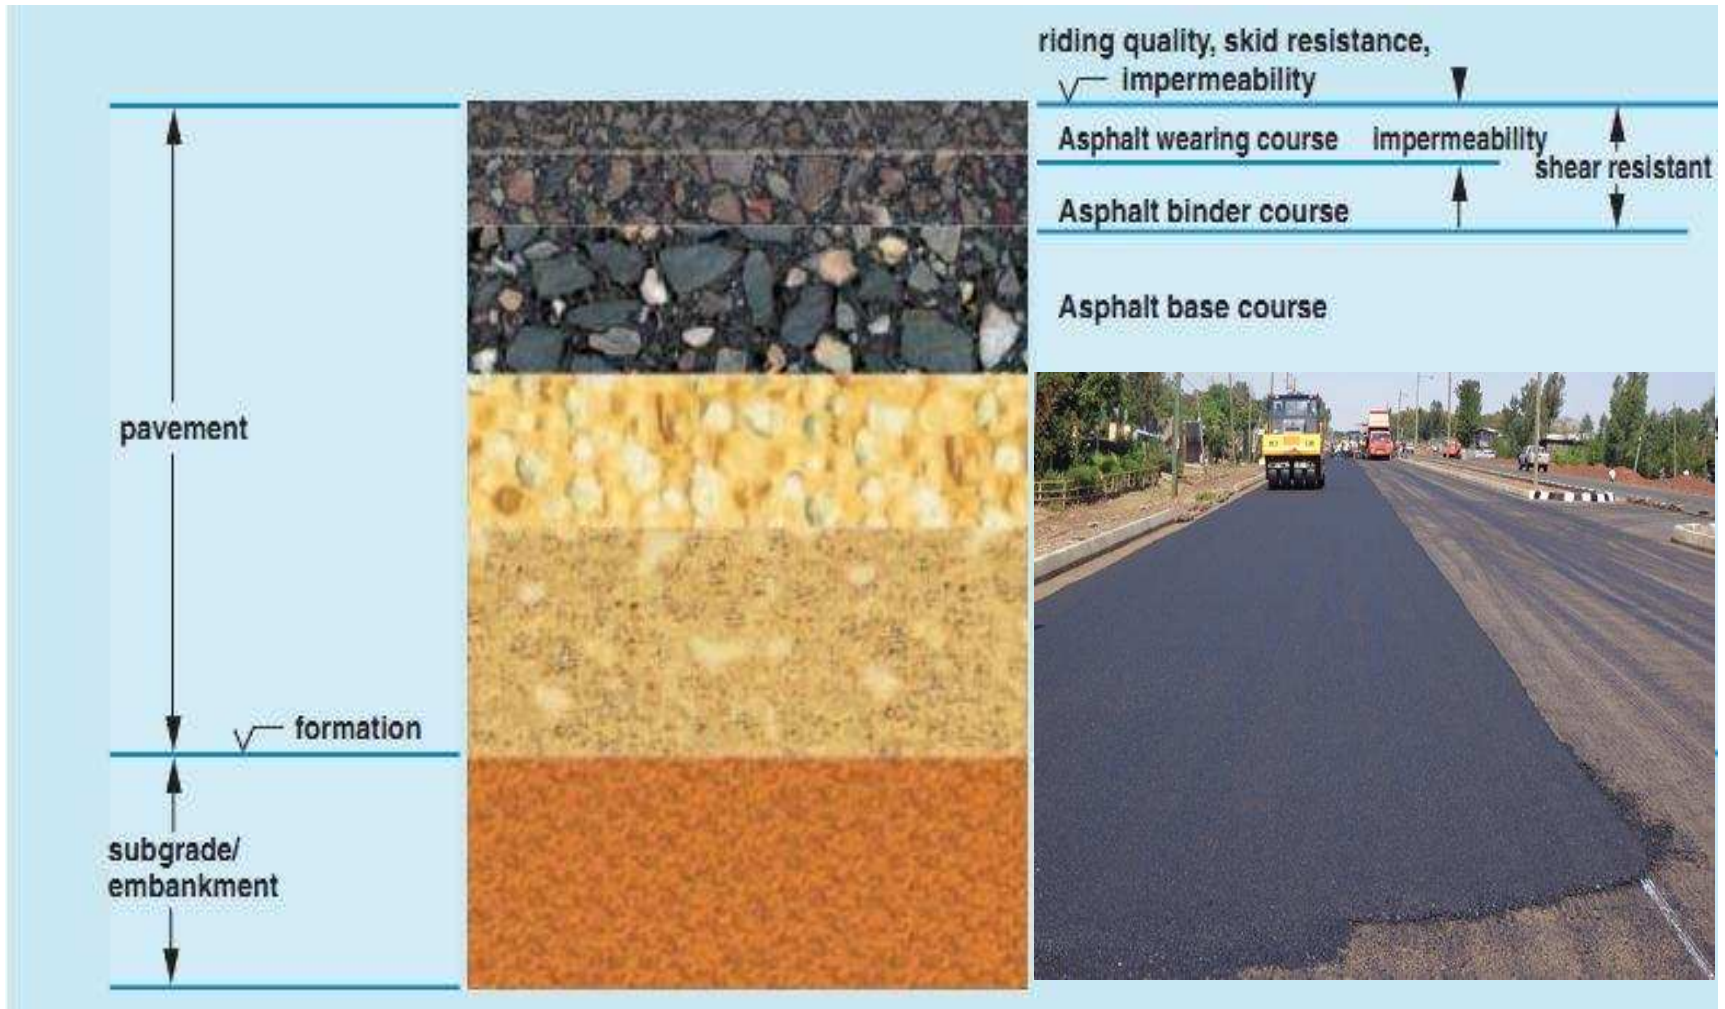 riding quality, skid resistance,
impermeability
Asphalt wearing course impermeability
shear resistant
Asphalt binder course
Asphalt base course
pavement
formation
subgrade/
embankment